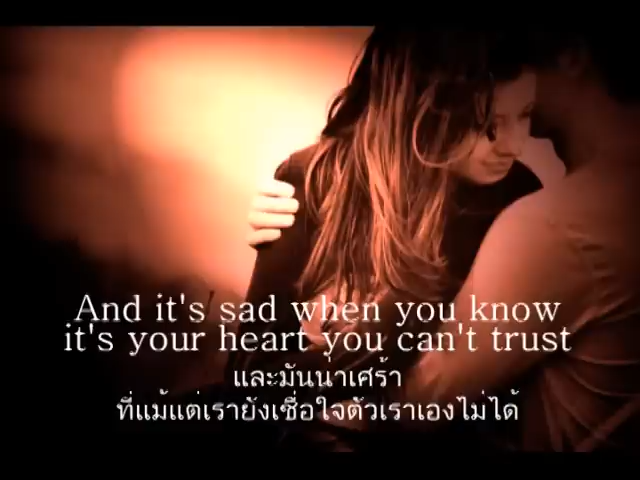 And it's sad when you know
it's your heart you can't trust
และมันน่าเศร้า
ที่แม้แต่เรายังเชื่อใจตัวเราเองไม่ได้